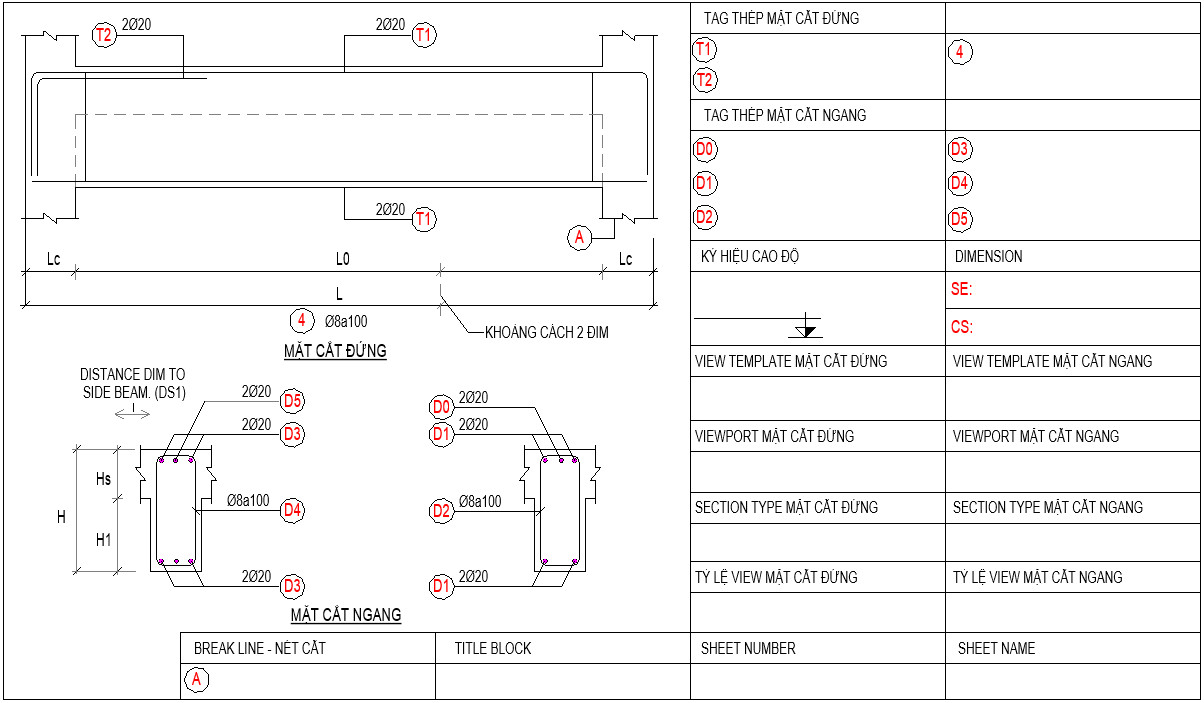 T2
2Ø20
2Ø20
T1
2Ø20
T1
A
Lc
L0
Lc
L
4
Ø8a100
KHOẢNG CÁCH 2 ĐIM
MẶT CẮT ĐỨNG
DISTANCE DIM TO
SIDE BEAM. (DS1)
2Ø20
D5
2Ø20
D3
Hs
H
H1
Ø8a100
D4
2Ø20
D3
D0
2Ø20
D1
2Ø20
D2
Ø8a100
D1
2Ø20
MẶT CẮT NGANG
TAG THÉP MẶT CẮT ĐỨNG
T1
4
T2
TAG THÉP MẶT CẮT NGANG
D0
D3
D1
D4
D2
D5
KÝ HIỆU CAO ĐỘ
DIMENSION
SE:
CS:
VIEW TEMPLATE MẶT CẮT ĐỨNG
VIEW TEMPLATE MẶT CẮT NGANG
VIEWPORT MẶT CẮT ĐỨNG
VIEWPORT MẶT CẮT NGANG
SECTION TYPE MẶT CẮT ĐỨNG
SECTION TYPE MẶT CẮT NGANG
TỶ LỆ VIEW MẶT CẮT ĐỨNG
TỶ LỆ VIEW MẶT CẮT NGANG
BREAK LINE - NÉT CẮT
TITLE BLOCK
SHEET NUMBER
SHEET NAME
A